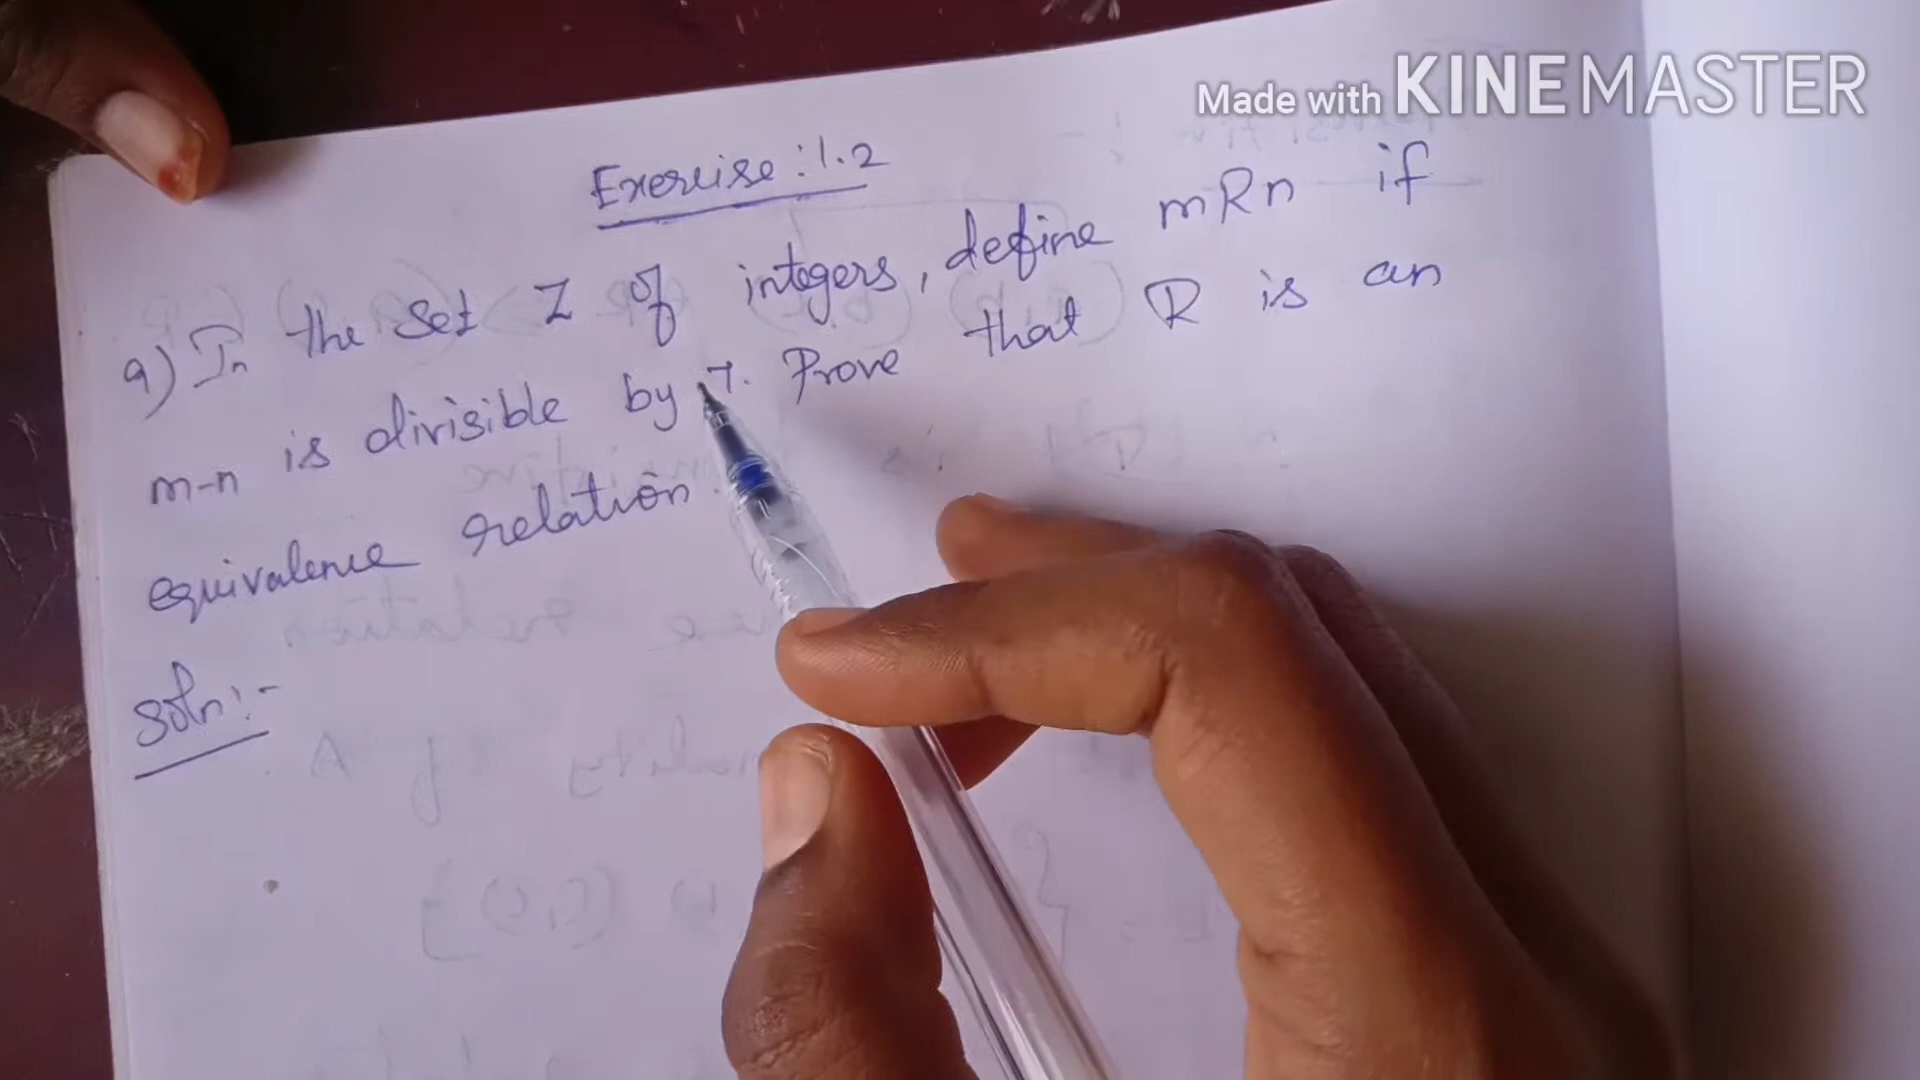 Made with KINEMASTER
Exercise : 1.2
9) In the set Z of integers, define mRn if
m-n is divisible by 7. Prove that R is an
equivalence relation.
Soln:-